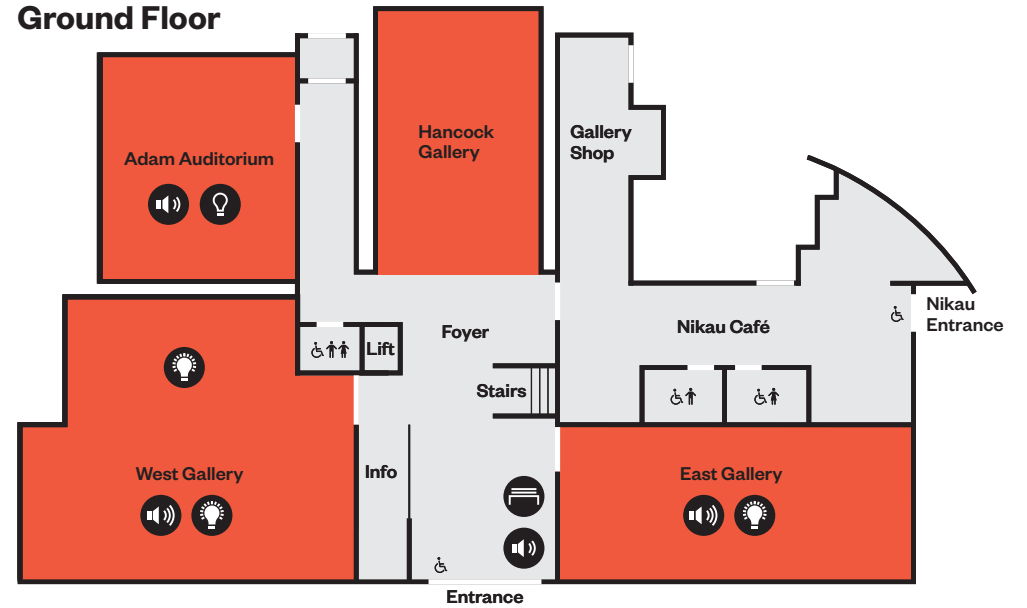 Ground Floor
Hancock
Gallery
Gallery
Shop
Adam Auditorium
Nikau
Entrance
Foyer
Nikau Café
Lift
Stairs
Info
West Gallery
East Gallery
Entrance